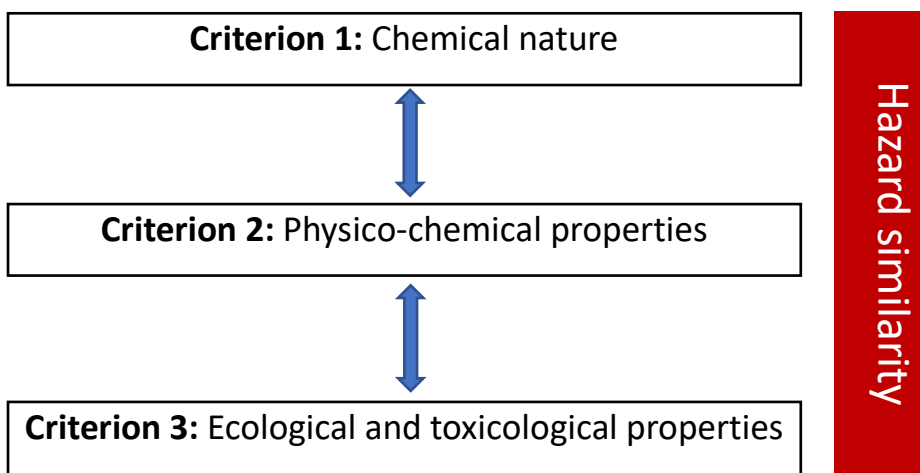 Criterion 1: Chemical nature
Criterion 2: Physico-chemical properties
Criterion 3: Ecological and toxicological properties
Hazard similarity